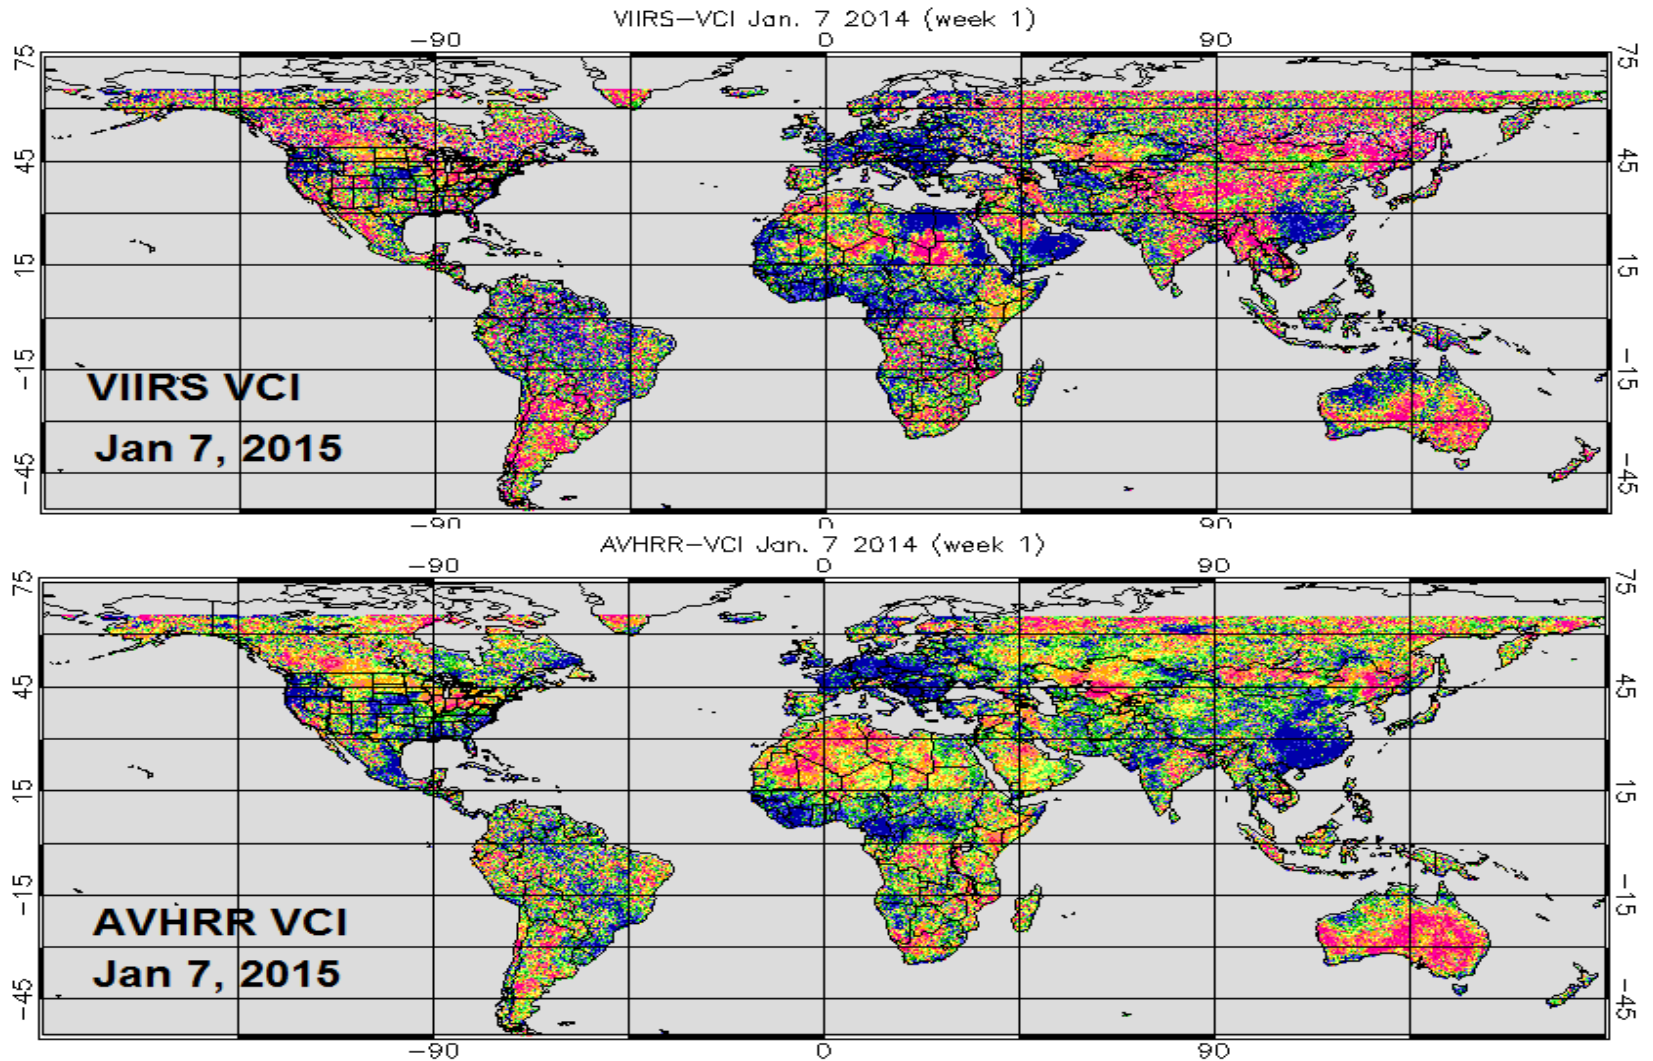 VIIRS-VCI Jan. 7 2014 (week 1)
-90 0 90
75 75
45 45
15 15
-15 -15
-45 -45
VIIRS VCI
Jan 7, 2015
-90 0 90
AVHRR-VCI Jan. 7 2014 (week 1)
-90 0 90
75 75
45 45
15 15
-15 -15
-45 -45
AVHRR VCI
Jan 7, 2015
-90 0 90